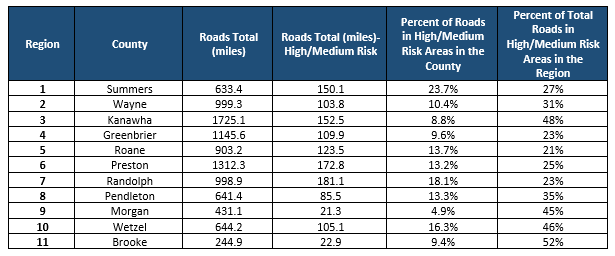 Region County Roads Total (miles) Roads Total (miles)-High/Medium Risk Percent of Roads in High/Medium Risk Areas in the County Percent of Total Roads in High/Medium Risk Areas in the Region
1 Summers 633.4 150.1 23.7% 27%
2 Wayne 999.3 103.8 10.4% 31%
3 Kanawha 1725.1 152.5 8.8% 48%
4 Greenbrier 1145.6 109.9 9.6% 23%
5 Roane 903.2 123.5 13.7% 21%
6 Preston 1312.3 172.8 13.2% 25%
7 Randolph 998.9 181.1 18.1% 23%
8 Pendleton 641.4 85.5 13.3% 35%
9 Morgan 431.1 21.3 4.9% 45%
10 Wetzel 644.2 105.1 16.3% 46%
11 Brooke 244.9 22.9 9.4% 52%